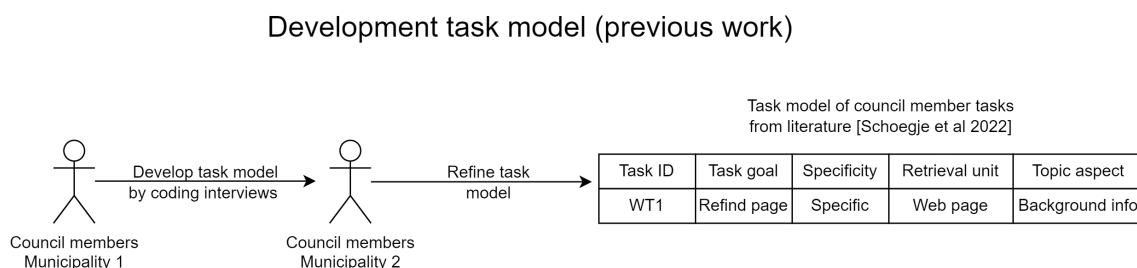 Development task model (previous work)
Task model of council member tasks
from literature [Schoegje et al 2022]
Develop task model
by coding interviews
Refine task
model
Task ID Task goal Specificity Retrieval unit Topic aspect
WT1 Refind page Specific Web page Background info
Council members
Municipality 1
Council members
Municipality 2